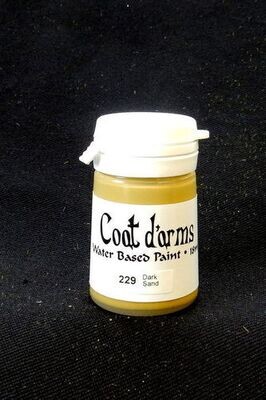 Coat d'arms
Water Based Paint •
229 Dark
Sand